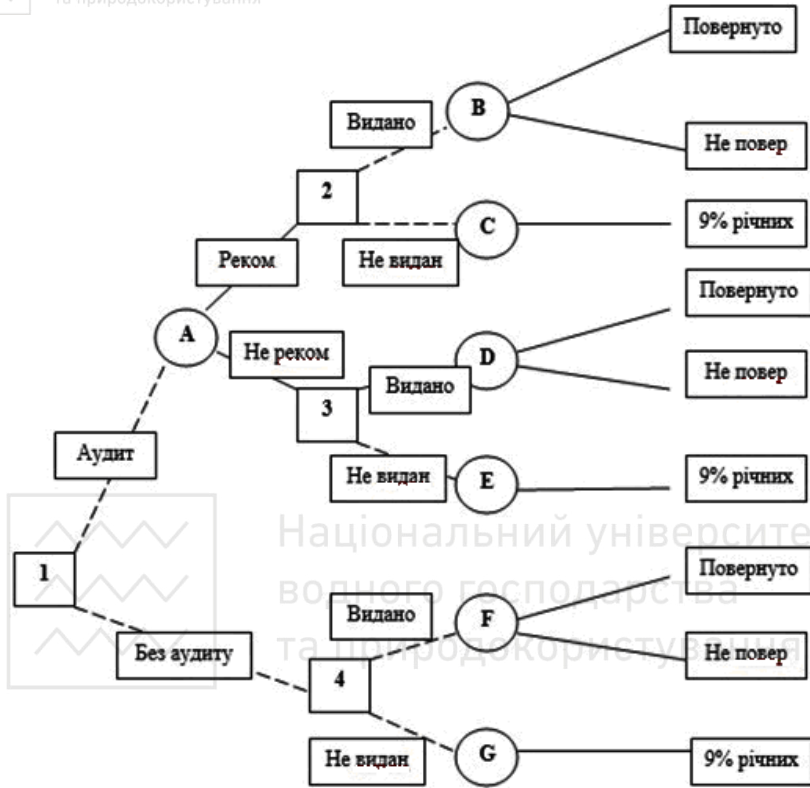 та природокористування
Повернуто
B
Видано
Не повер
2
9% річних
C
Реком
Не видан
Повернуто
A
Не реком
D
Не повер
Видано
3
Аудит
Не видан
E
9% річних
Національний університе
1
Повернуто
водного господарства
Видано
F
та природокористування
Без аудиту
Не повер
4
Не видан
G
9% річних